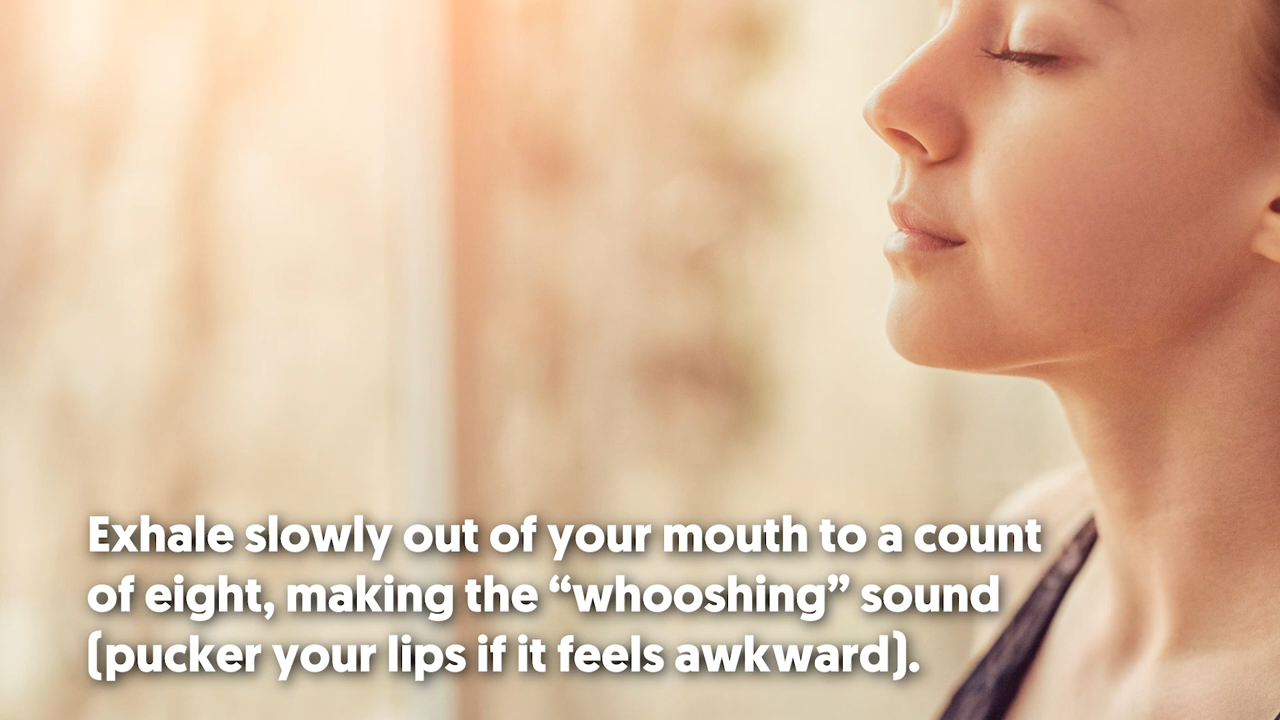 Exhale slowly out of your mouth to a count
of eight, making the “whooshing” sound
(pucker your lips if it feels awkward).